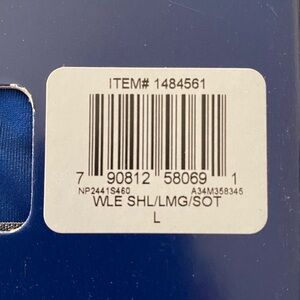 ITEM# 1484561
7 90812 58069 1
NP2441S460 A34M358345
WLE SHL/LMG/SOT
L